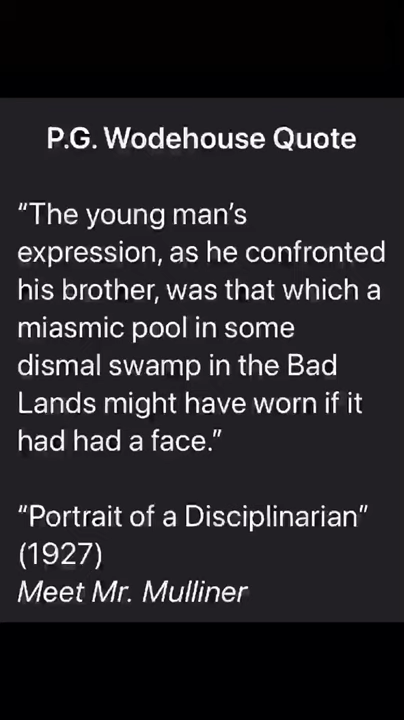 P.G. Wodehouse Quote
“The young man’s
expression, as he confronted
his brother, was that which a
miasmic pool in some
dismal swamp in the Bad
Lands might have worn if it
had had a face.”
“Portrait of a Disciplinarian”
(1927)
Meet Mr. Mulliner